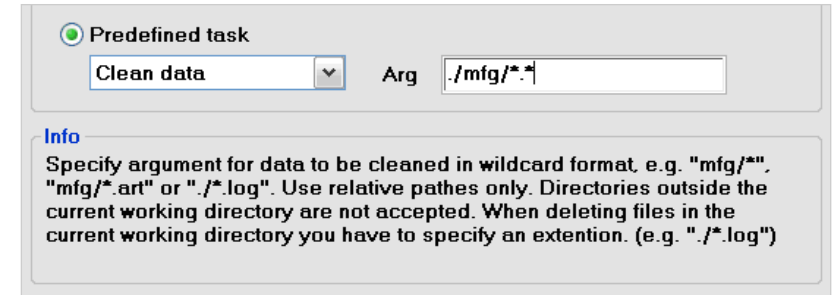 Predefined task
Clean data Arg ./mfg/*.*
Info
Specify argument for data to be cleaned in wildcard format, e.g. "mfg/*",
"mfg/*.art" or "./*.log". Use relative pathes only. Directories outside the
current working directory are not accepted. When deleting files in the
current working directory you have to specify an extention. (e.g. "./*.log")